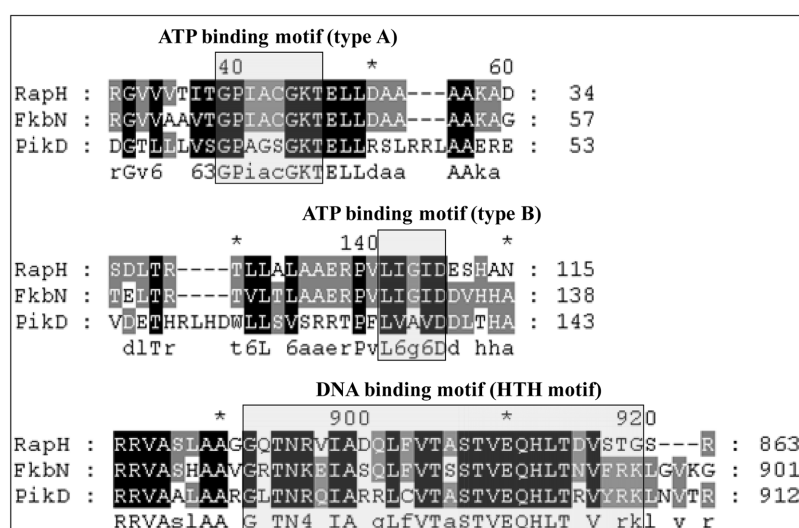 ATP binding motif (type A)
40 * 60
RapH : RGVVVTITGPIACGKTELLDAA---AAKAD : 34
FkbN : RGVVAAVTGPIACGKTELLDAA---AAKAG : 57
PikD : DGTLLLVSGPAGSGKTELLRSLRRLAAERE : 53
rGv6 63GPiacGKTELLdaa AAka
ATP binding motif (type B)
* 140 *
RapH : SDLTR----TLLALAAERPVLIGIDESHAN : 115
FkbN : TELTR----TVLTLAAERPVLIGIDDVHHA : 138
PikD : VDETHRLHDWLLSVSRRTPFLVAVDDLTHA : 143
dlTr t6L 6aaerPvL6g6Dd hha
DNA binding motif (HTH motif)
* 900 * 920
RapH : RRVASLAAGGQTNRVIADQLFVTASTVEQHLTDVSTGS---R : 863
FkbN : RRVASHAAVGRTNKEIASQLFVTSSTVEQHLTNVFRKLGVKG : 901
PikD : RRVAALAARGLTNRQIARRLCVTASTVEQHLTRVYRKLNVTR : 912
RRVAslAA G TN4 IA qLfVTaSTVEQHLT V rkl v r